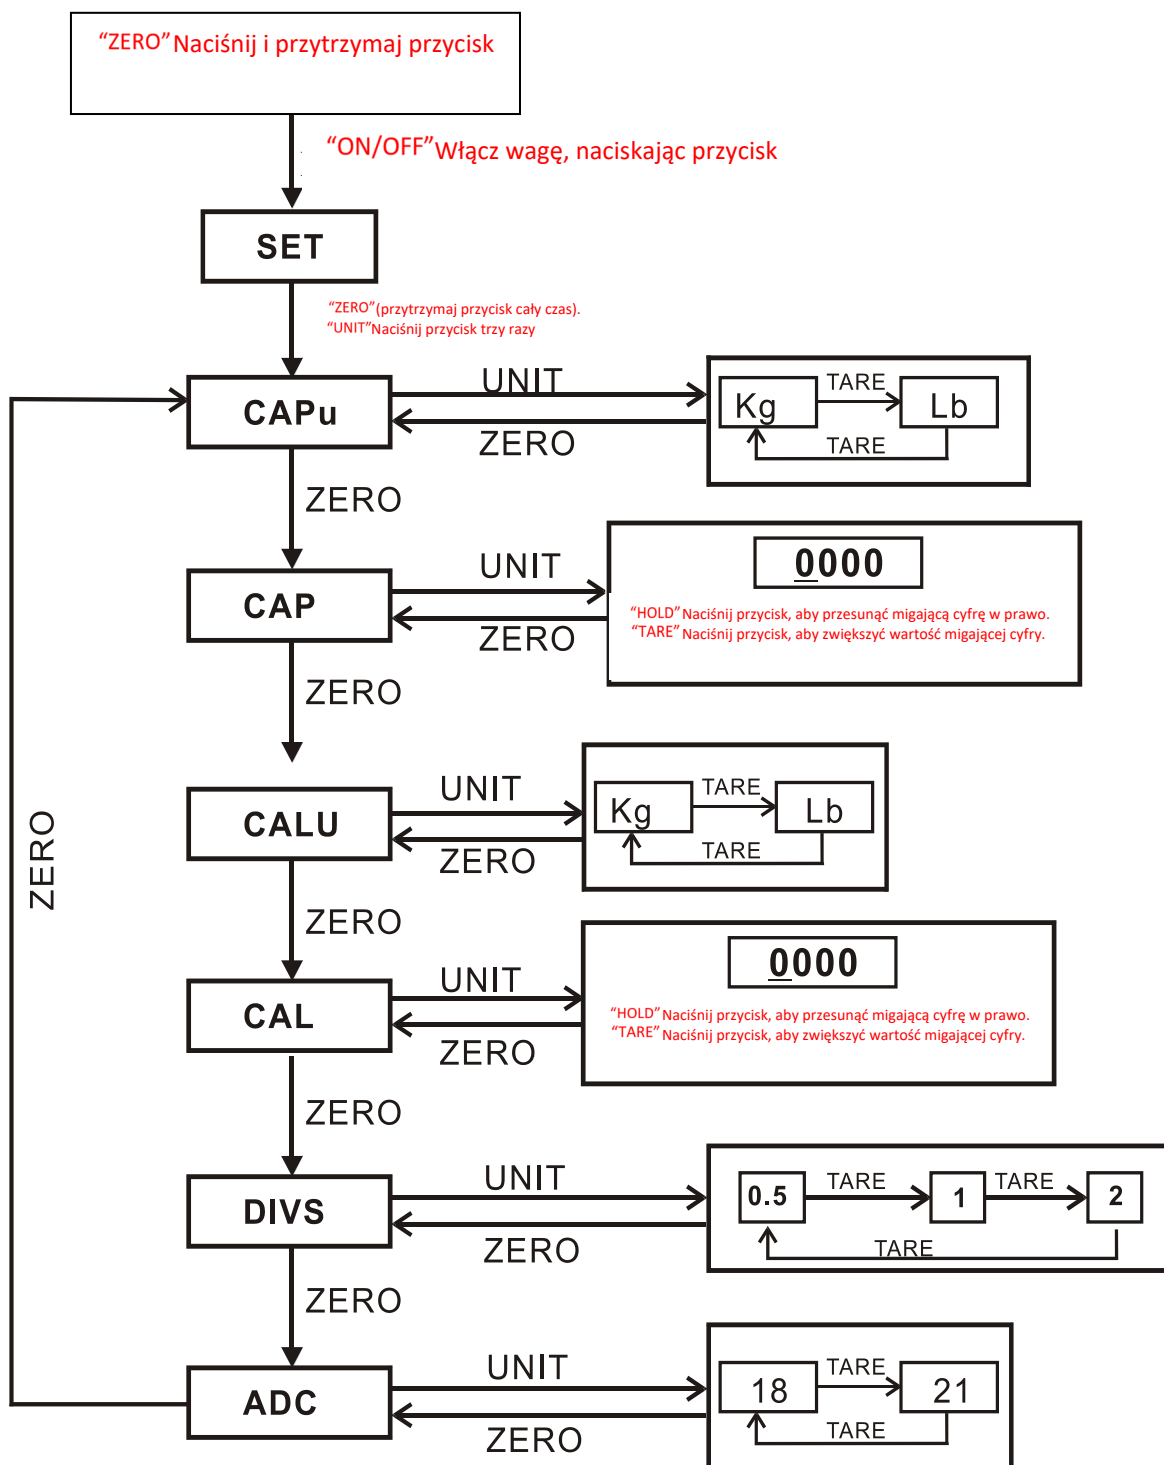 “ZERO” Naciśnij i przytrzymaj przycisk
“ON/OFF” Włącz wagę, naciskając przycisk
SET
“ZERO” (przytrzymaj przycisk cały czas).
“UNIT” Naciśnij przycisk trzy razy
UNIT
CAPu
ZERO
Kg
TARE
Lb
TARE
ZERO
UNIT
CAP
ZERO
0000
“HOLD” Naciśnij przycisk, aby przesunąć migającą cyfrę w prawo.
“TARE” Naciśnij przycisk, aby zwiększyć wartość migającej cyfry.
ZERO
UNIT
CALU
ZERO
Kg
TARE
Lb
TARE
ZERO
ZERO
UNIT
CAL
ZERO
0000
“HOLD” Naciśnij przycisk, aby przesunąć migającą cyfrę w prawo.
“TARE” Naciśnij przycisk, aby zwiększyć wartość migającej cyfry.
ZERO
UNIT
DIVS
ZERO
0.5
TARE
1
TARE
2
TARE
ZERO
UNIT
ADC
ZERO
18
TARE
21
TARE